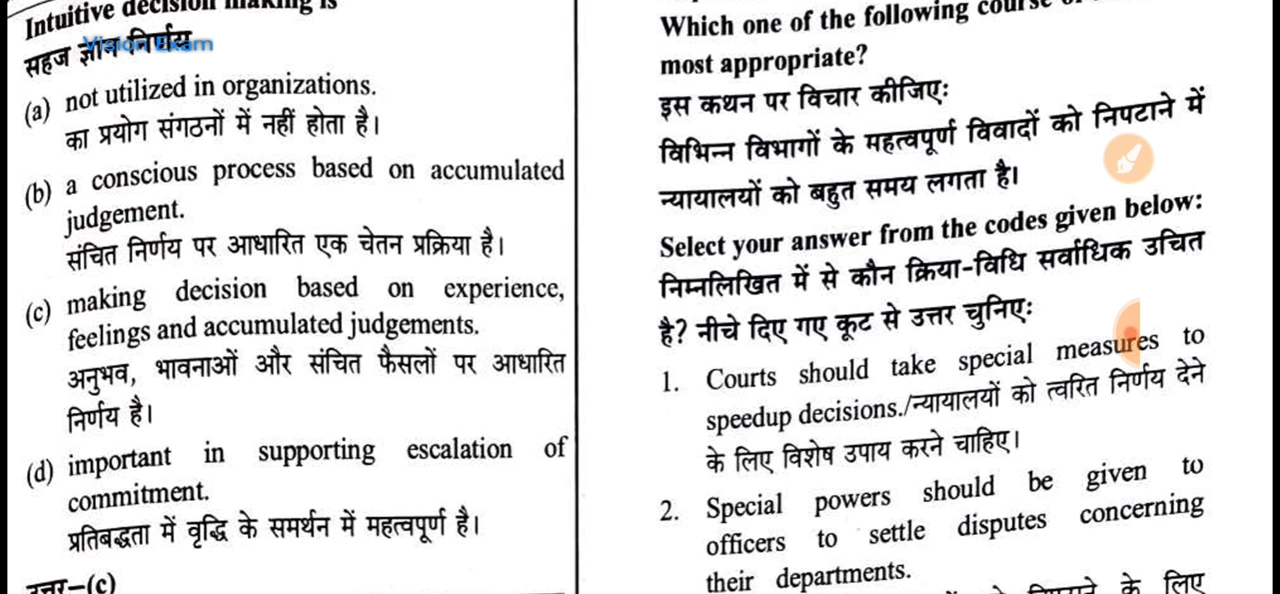 Intuitive decision making is
सहज ज्ञान निर्णय
Vision Exam
(a) not utilized in organizations.
का प्रयोग संगठनों में नहीं होता है।
(b) a conscious process based on accumulated
judgement.
संचित निर्णय पर आधारित एक चेतन प्रक्रिया है।
(c) making decision based on experience,
feelings and accumulated judgements.
अनुभव, भावनाओं और संचित फैसलों पर आधारित
निर्णय है।
(d) important in supporting escalation of
commitment.
प्रतिबद्धता में वृद्धि के समर्थन में महत्वपूर्ण है।
उत्तर–(c)
Which one of the following course
most appropriate?
इस कथन पर विचार कीजिएः
विभिन्न विभागों के महत्वपूर्ण विवादों को निपटाने में
न्यायालयों को बहुत समय लगता है।
Select your answer from the codes given below:
निम्नलिखित में से कौन क्रिया-विधि सर्वाधिक उचित
है? नीचे दिए गए कूट से उत्तर चुनिएः
1. Courts should take special measures to
speedup decisions./न्यायालयों को त्वरित निर्णय देने
के लिए विशेष उपाय करने चाहिए।
2. Special powers should be given to
officers to settle disputes concerning
their departments.
के लिए